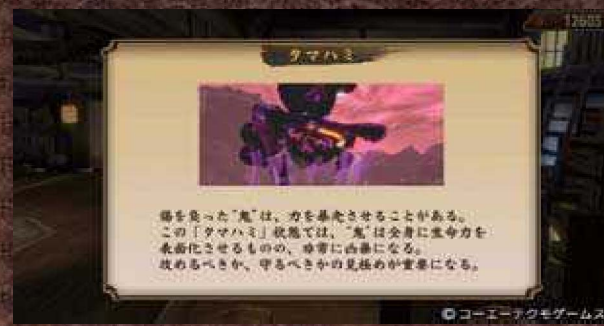 12605
タマハミ
傷を負った"鬼"は、力を暴走させることがある。
この「タマハミ」状態では、"鬼"は全身に生命力を
表面化させるものの、非常に凶暴になる。
攻めるべきか、守るべきかの見極めが重要になる。
©コーエーテクモゲームス